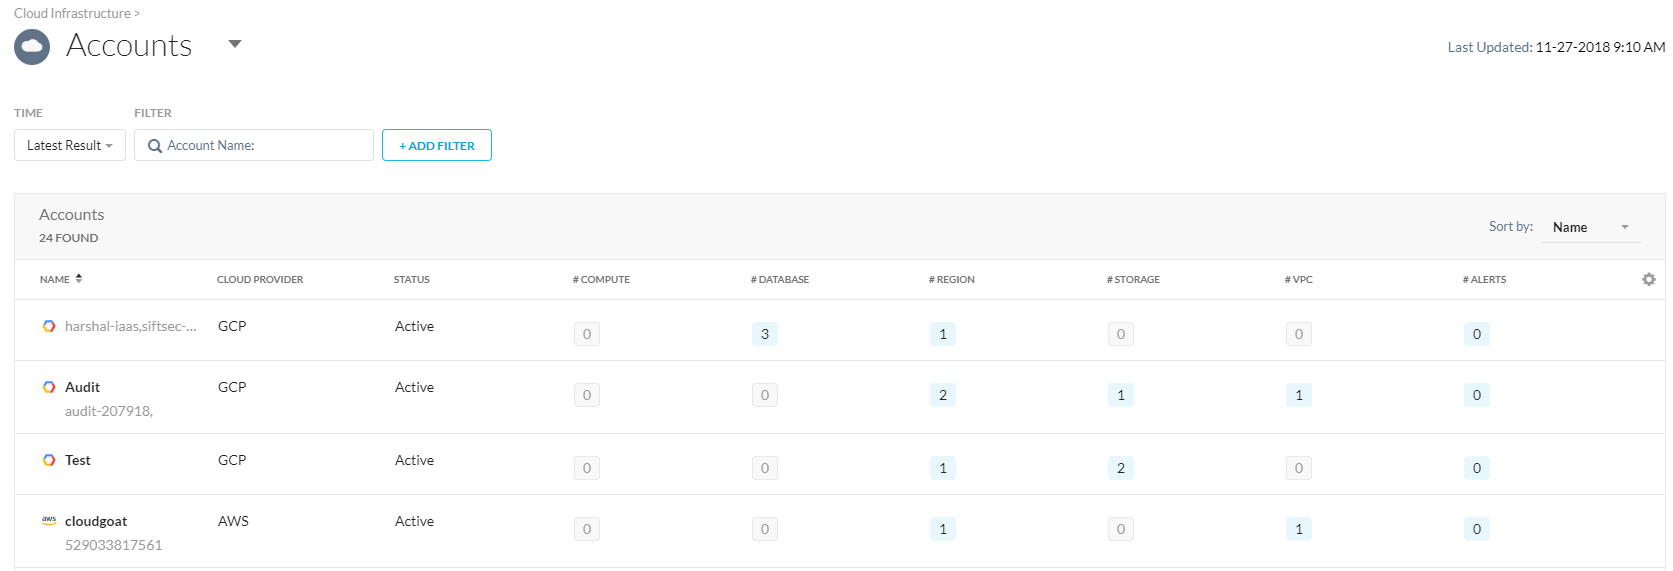 Cloud Infrastructure >
Accounts
Last Updated: 11-27-2018 9:10 AM
TIME FILTER
Latest Result Account Name: + ADD FILTER
Accounts
24 FOUND
Sort by: Name
NAME CLOUD PROVIDER STATUS # COMPUTE # DATABASE # REGION # STORAGE # VPC # ALERTS
harshal-iaas,siftsec-... GCP Active 0 3 1 0 0 0
Audit GCP Active 0 0 2 1 1 0
audit-207918,
Test GCP Active 0 0 1 2 0 0
aws cloudgoat AWS Active 0 0 1 0 1 0
529033817561